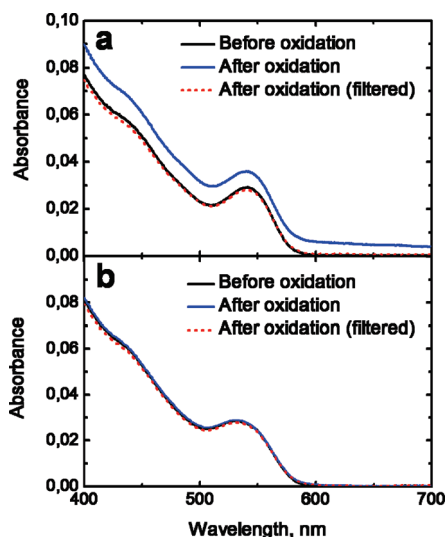 a
Before oxidation
After oxidation
After oxidation (filtered)
0,10
0,08
0,06
0,04
0,02
0,00
Absorbance
b
Before oxidation
After oxidation
After oxidation (filtered)
0,08
0,06
0,04
0,02
0,00
Absorbance
400 500 600 700
Wavelength, nm